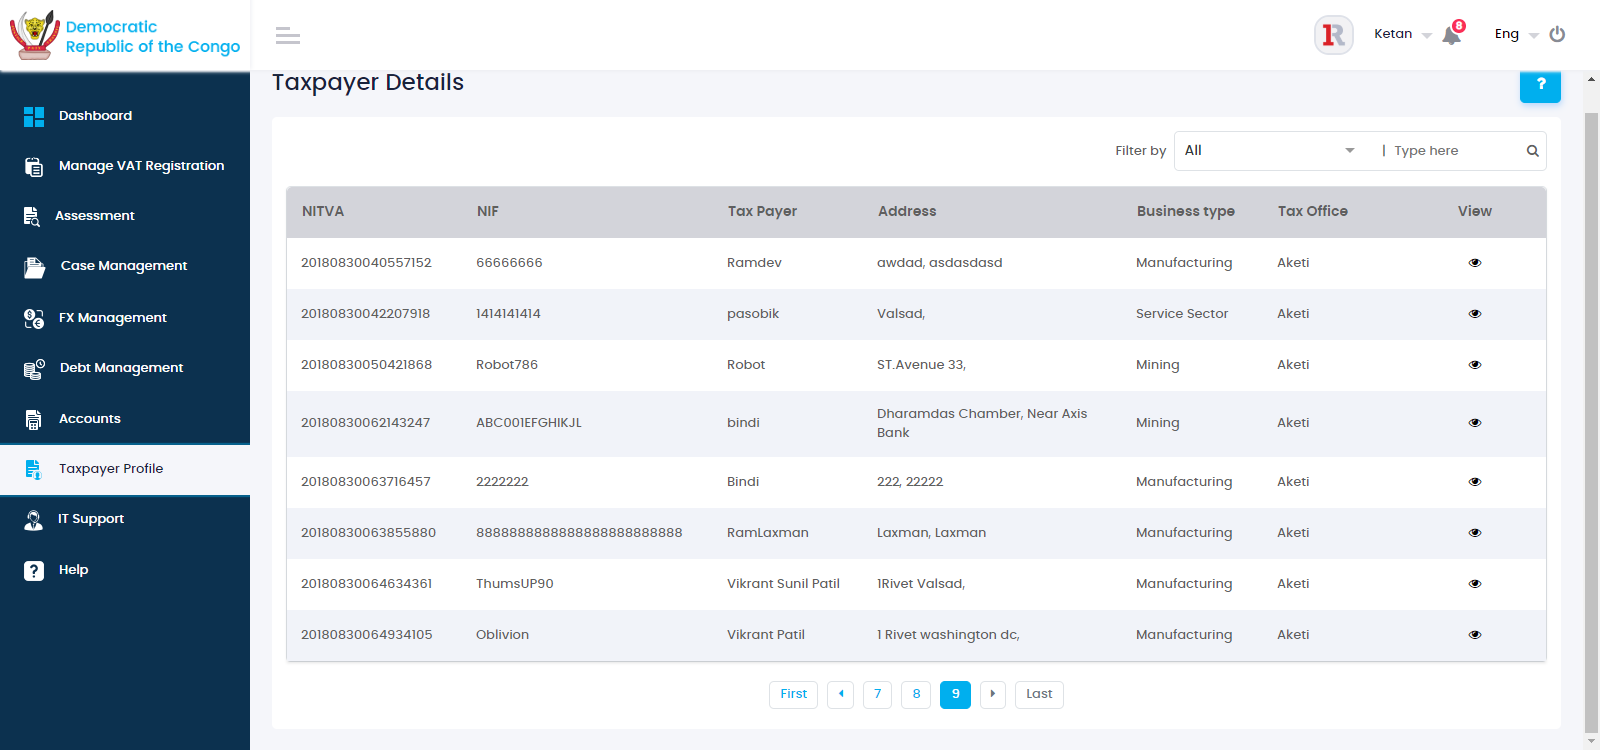 Democratic
Republic of the Congo
1R
Ketan
8
Eng
Taxpayer Details
?
Dashboard
Manage VAT Registration
Assessment
Case Management
FX Management
Debt Management
Accounts
Taxpayer Profile
IT Support
Help
Filter by All | Type here
NITVA NIF Tax Payer Address Business type Tax Office View
20180830040557152 66666666 Ramdev awdad, asdasdasd Manufacturing Aketi
20180830042207918 1414141414 pasobik Valsad, Service Sector Aketi
20180830050421868 Robot786 Robot ST.Avenue 33, Mining Aketi
20180830062143247 ABC001EFGHIKJL bindi Dharamdas Chamber, Near Axis
Bank Mining Aketi
20180830063716457 2222222 Bindi 222, 22222 Manufacturing Aketi
20180830063855880 8888888888888888888888888 RamLaxman Laxman, Laxman Manufacturing Aketi
20180830064634361 ThumsUP90 Vikrant Sunil Patil 1Rivet Valsad, Manufacturing Aketi
20180830064934105 Oblivion Vikrant Patil 1 Rivet washington dc, Manufacturing Aketi
First 7 8 9 Last